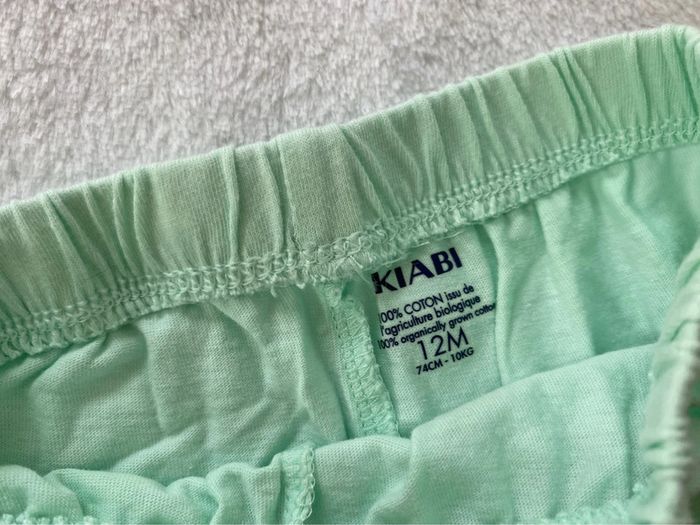 KIABI
100% COTON issu de
l'agriculture biologique
100% organically grown cotton
12M
74CM - 10KG